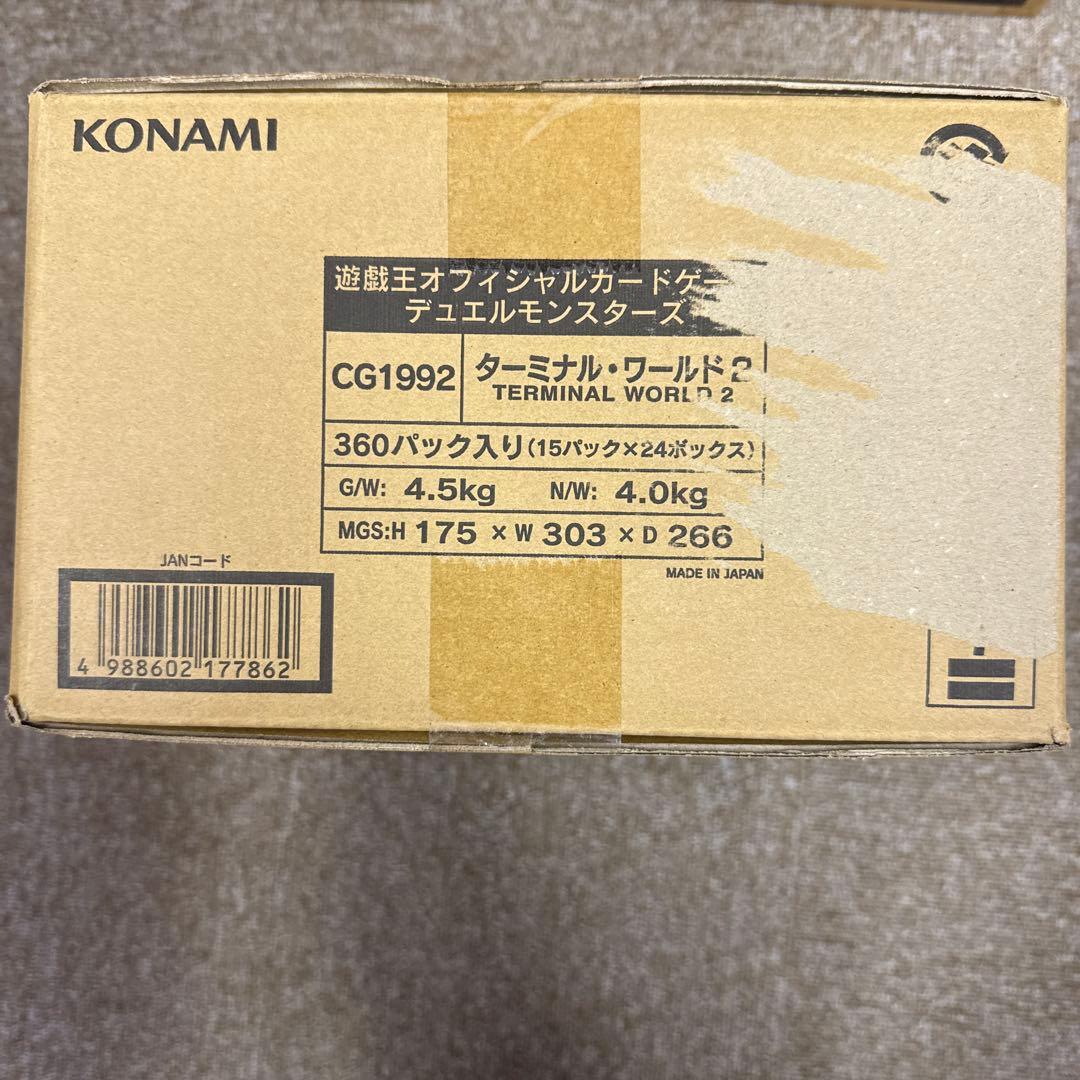 KONAMI
遊戯王オフィシャルカードゲー
デュエルモンスターズ
CG1992
ターミナル・ワールド2
TERMINAL WORLD 2
360パック入り(15パック×24ボックス)
G/W: 4.5kg N/W: 4.0kg
MGS:H 175 × W 303 × D 266
MADE IN JAPAN
JANコード
4 988602 177862